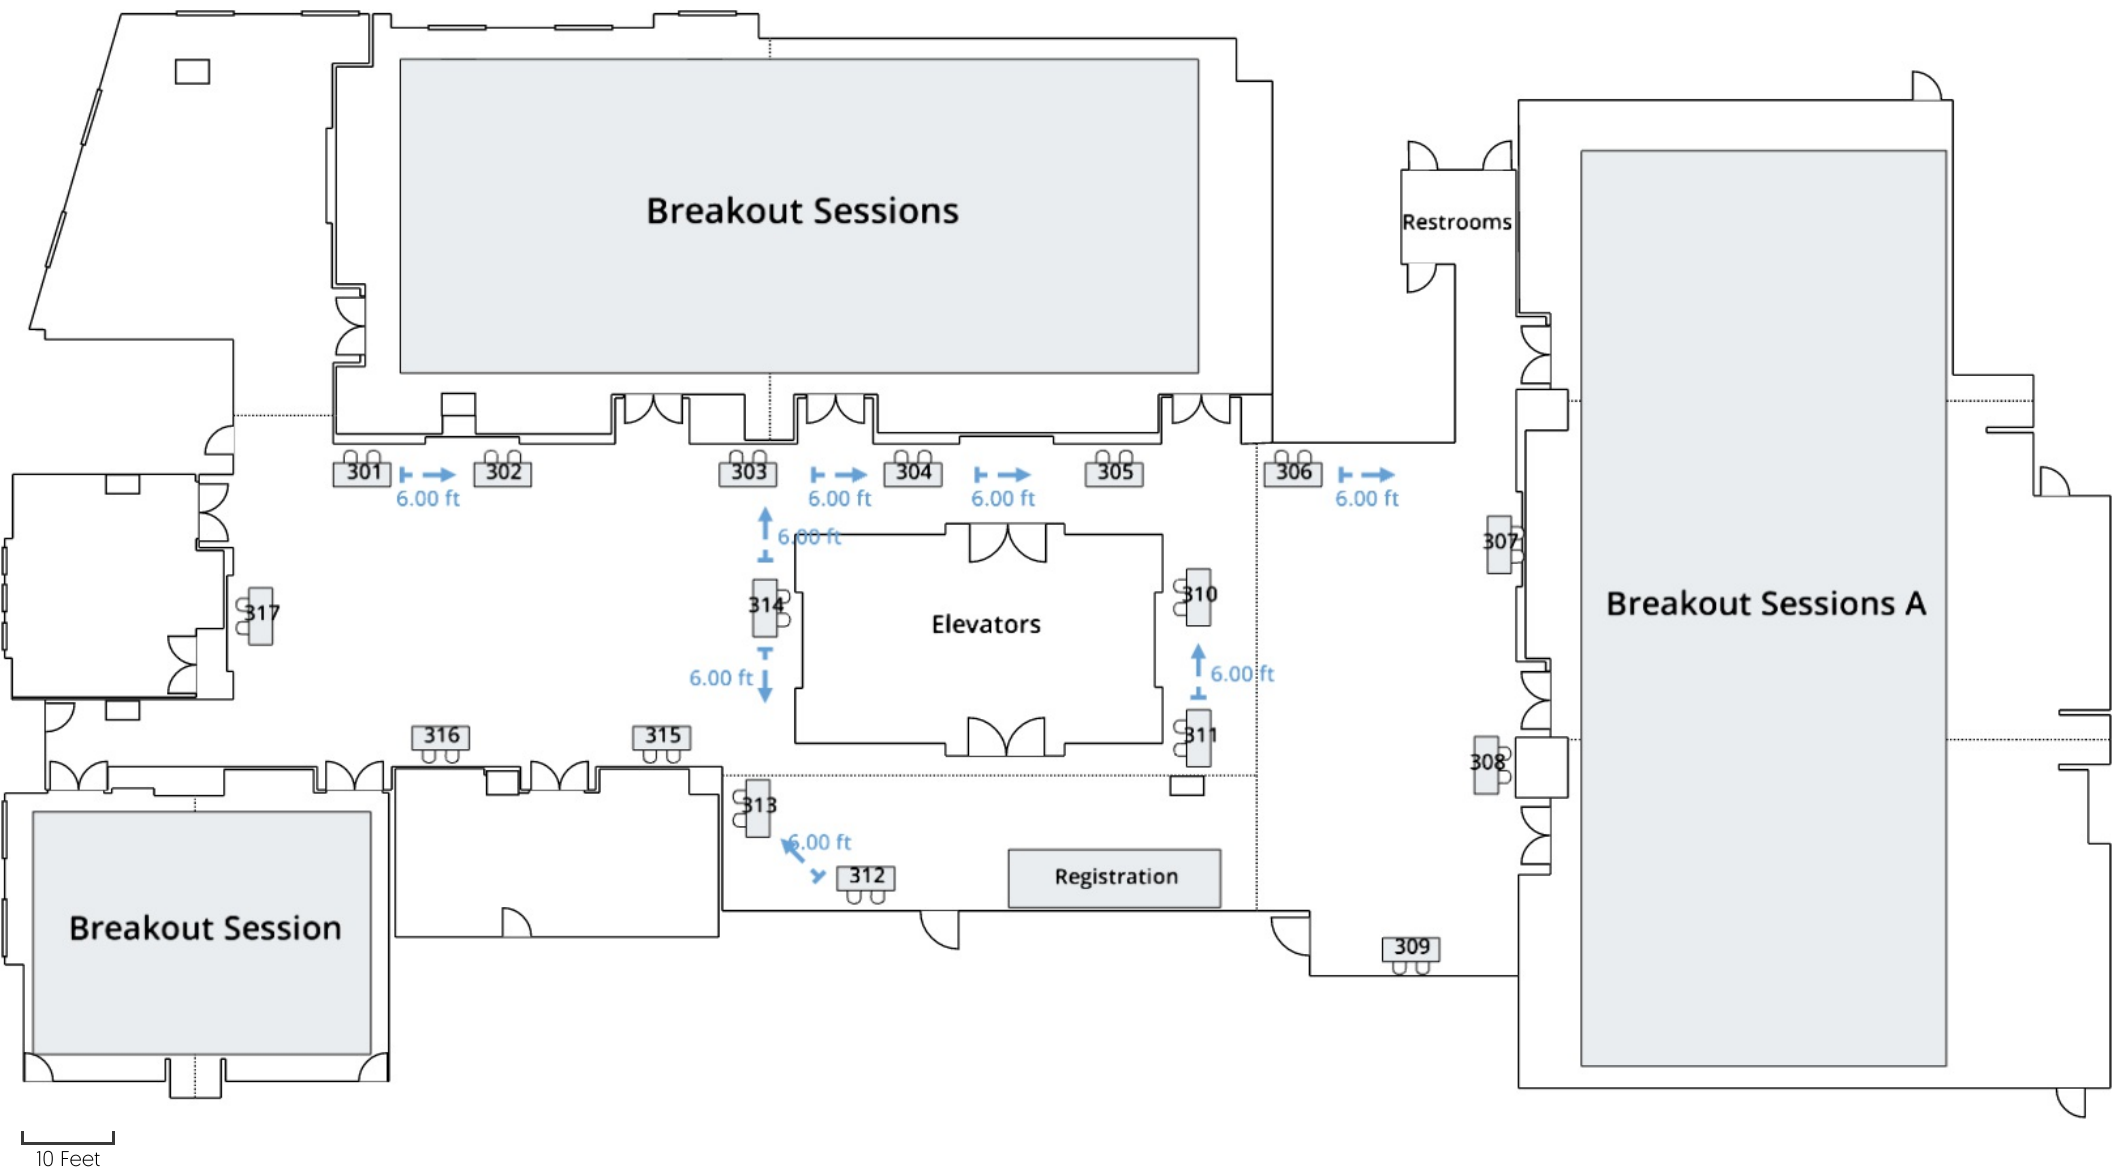 Breakout Sessions
Restrooms
301
302
303
304
305
306
6.00 ft
6.00 ft
6.00 ft
6.00 ft
6.00 ft
307
310
314
317
Elevators
Breakout Sessions A
6.00 ft
6.00 ft
316
315
311
308
313
6.00 ft
312
Registration
Breakout Session
309
10 Feet